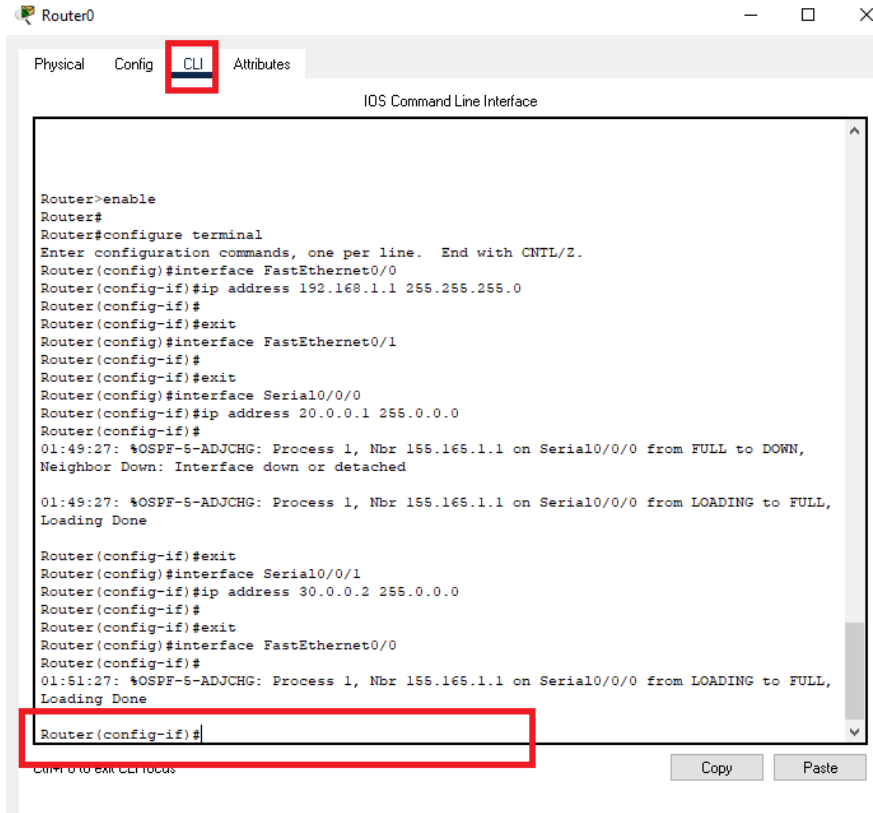 Router0
Physical Config CLI Attributes
IOS Command Line Interface
Router>enable
Router#
Router#configure terminal
Enter configuration commands, one per line.  End with CNTL/Z.
Router(config)#interface FastEthernet0/0
Router(config-if)#ip address 192.168.1.1 255.255.255.0
Router(config-if)#
Router(config-if)#exit
Router(config)#interface FastEthernet0/1
Router(config-if)#
Router(config-if)#exit
Router(config)#interface Serial0/0/0
Router(config-if)#ip address 20.0.0.1 255.0.0.0
Router(config-if)#
01:49:27: %OSPF-5-ADJCHG: Process 1, Nbr 155.165.1.1 on Serial0/0/0 from FULL to DOWN,
Neighbor Down: Interface down or detached
01:49:27: %OSPF-5-ADJCHG: Process 1, Nbr 155.165.1.1 on Serial0/0/0 from LOADING to FULL,
Loading Done
Router(config-if)#exit
Router(config)#interface Serial0/0/1
Router(config-if)#ip address 30.0.0.2 255.0.0.0
Router(config-if)#
Router(config-if)#exit
Router(config)#interface FastEthernet0/0
Router(config-if)#
01:51:27: %OSPF-5-ADJCHG: Process 1, Nbr 155.165.1.1 on Serial0/0/0 from LOADING to FULL,
Loading Done
Router(config-if)#
to exit CLI focus
Copy Paste